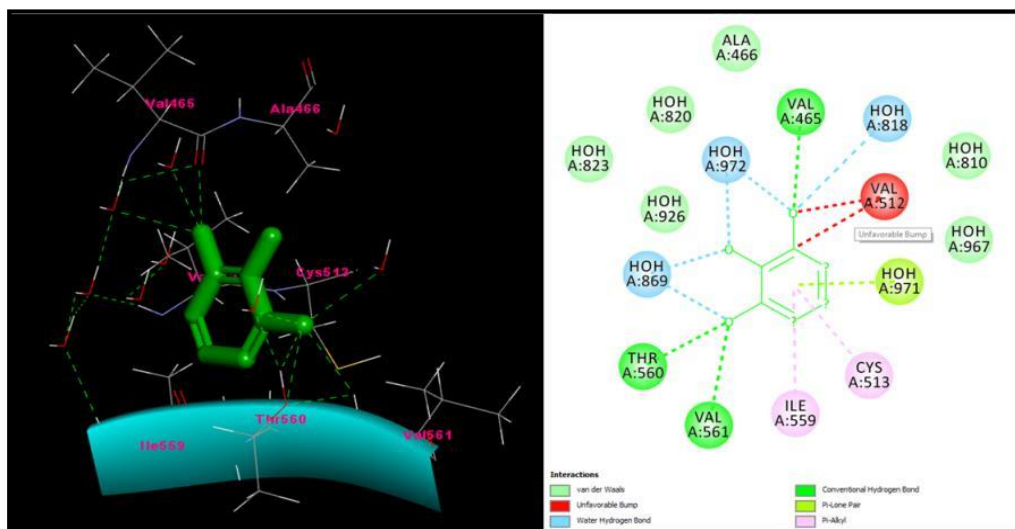 Val465
Ala466
Cys513
Thr560
Ile559
Val561
ALA
A:466
HOH
A:820
VAL
A:465
HOH
A:818
HOH
A:823
HOH
A:972
HOH
A:810
VAL
A:512
Unfavorable Bump
HOH
A:926
HOH
A:967
HOH
A:869
HOH
A:971
O
O
O
?
?
?
THR
A:560
CYS
A:513
VAL
A:561
ILE
A:559
Interactions
van der Waals
Unfavorable Bump
Water Hydrogen Bond
Conventional Hydrogen Bond
Pi-Lone Pair
Pi-Alkyl